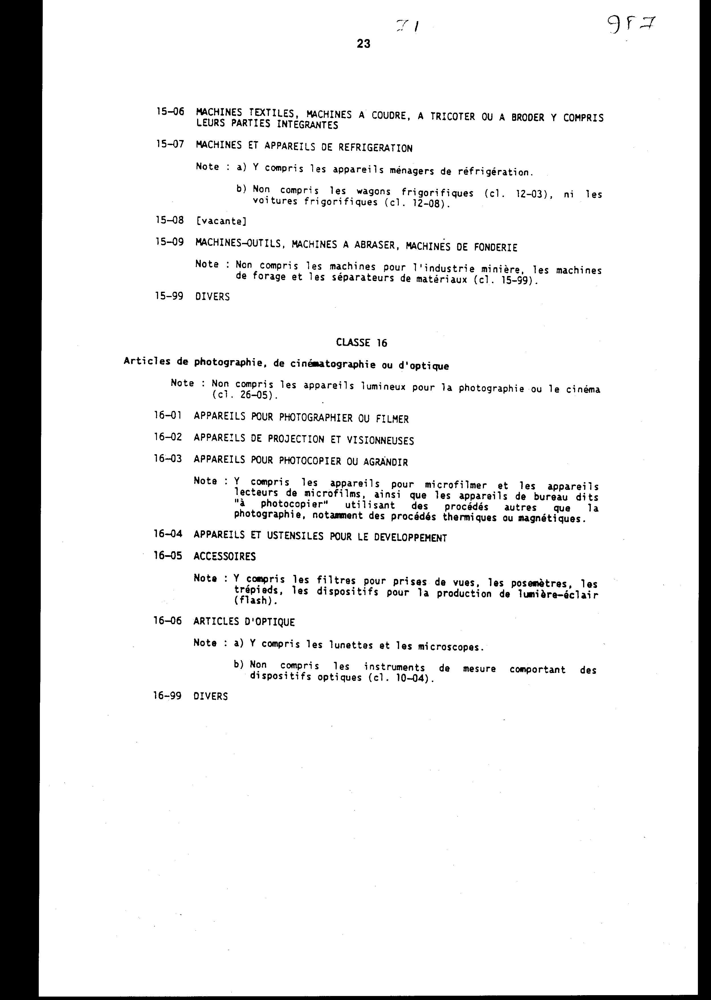 71
23
15-06 MACHINES TEXTILES, MACHINES A COUDRE, A TRICOTER OU A BRODER Y COMPRIS
LEURS PARTIES INTEGRANTES
15-07 MACHINES ET APPAREILS DE REFRIGERATION
Note : a) Y compris les appareils ménagers de réfrigération.
b) Non compris les wagons frigorifiques (cl. 12-03), ni les
voitures frigorifiques (cl. 12-08).
15-08 [vacante]
15-09 MACHINES-OUTILS, MACHINES A ABRASER, MACHINES DE FONDERIE
Note : Non compris les machines pour l'industrie minière, les machines
de forage et les séparateurs de matériaux (cl. 15-99).
15-99 DIVERS
CLASSE 16
Articles de photographie, de cinématographie ou d'optique
Note : Non compris les appareils lumineux pour la photographie ou le cinéma
(cl. 26-05).
16-01 APPAREILS POUR PHOTOGRAPHIER OU FILMER
16-02 APPAREILS DE PROJECTION ET VISIONNEUSES
16-03 APPAREILS POUR PHOTOCOPIER OU AGRANDIR
Note : Y compris les appareils pour microfilmer et les appareils
lecteurs de microfilms, ainsi que les appareils de bureau dits
"à photocopier" utilisant des procédés autres que la
photographie, notamment des procédés thermiques ou magnétiques.
16-04 APPAREILS ET USTENSILES POUR LE DEVELOPPEMENT
16-05 ACCESSOIRES
Note : Y compris les filtres pour prises de vues, les posemètres, les
trépieds, les dispositifs pour la production de lumière-éclair
(flash).
16-06 ARTICLES D'OPTIQUE
Note : a) Y compris les lunettes et les microscopes.
b) Non compris les instruments de mesure comportant des
dispositifs optiques (cl. 10-04).
16-99 DIVERS